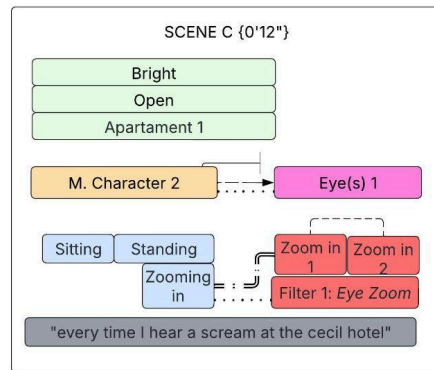 SCENE C {0'12"}
Bright
Open
Apartament 1
M. Character 2
Eye(s) 1
Sitting
Standing
Zoom in
1
Zoom in
2
Zooming
in
Filter 1: Eye Zoom
"every time I hear a scream at the cecil hotel"